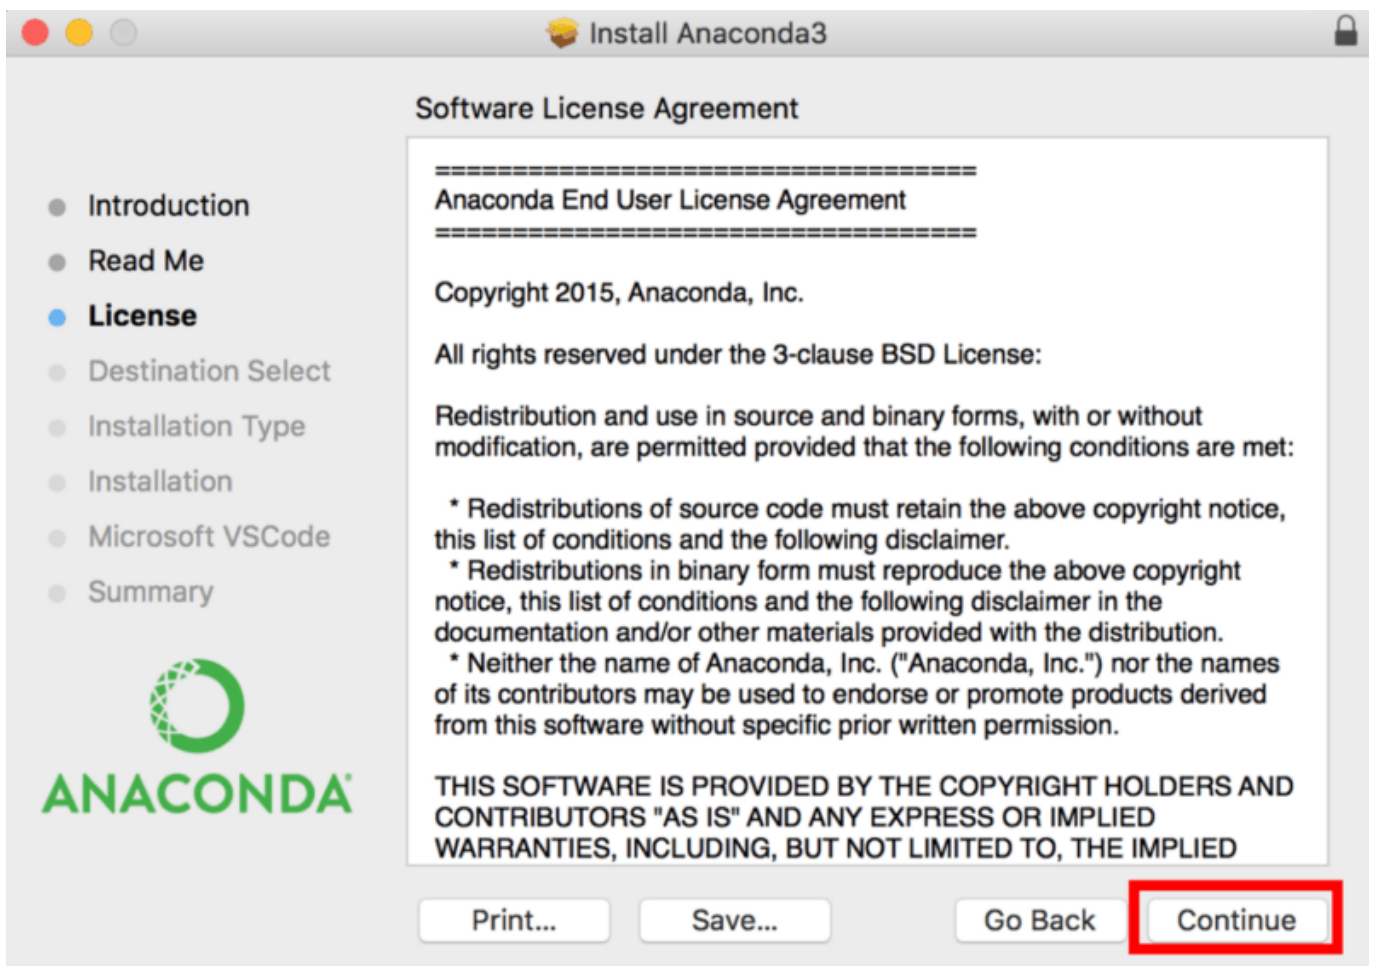 Install Anaconda3
Software License Agreement
Introduction
Read Me
License
Destination Select
Installation Type
Installation
Microsoft VSCode
Summary
ANACONDA
===================================
Anaconda End User License Agreement
===================================
Copyright 2015, Anaconda, Inc.
All rights reserved under the 3-clause BSD License:
Redistribution and use in source and binary forms, with or without
modification, are permitted provided that the following conditions are met:
* Redistributions of source code must retain the above copyright notice,
this list of conditions and the following disclaimer.
* Redistributions in binary form must reproduce the above copyright
notice, this list of conditions and the following disclaimer in the
documentation and/or other materials provided with the distribution.
* Neither the name of Anaconda, Inc. ("Anaconda, Inc.") nor the names
of its contributors may be used to endorse or promote products derived
from this software without specific prior written permission.
THIS SOFTWARE IS PROVIDED BY THE COPYRIGHT HOLDERS AND
CONTRIBUTORS "AS IS" AND ANY EXPRESS OR IMPLIED
WARRANTIES, INCLUDING, BUT NOT LIMITED TO, THE IMPLIED
Print...
Save...
Go Back
Continue